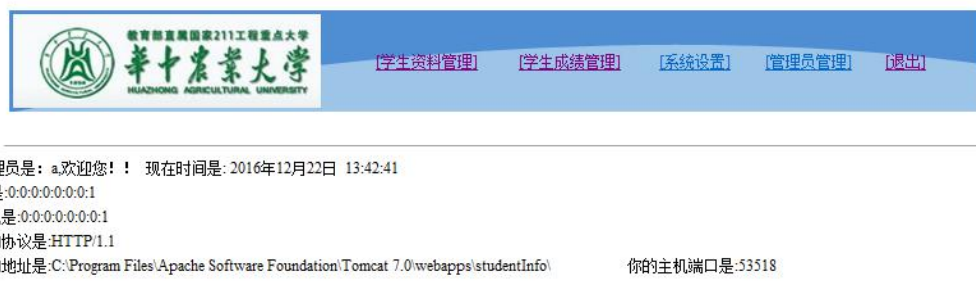 教育部直属国家211工程重点大学
华中农业大学
HUAZHONG AGRICULTURAL UNIVERSITY
[学生资料管理] [学生成绩管理] [系统设置] [管理员管理] [退出]
理员是：a,欢迎您！！ 现在时间是: 2016年12月22日 13:42:41
是:0:0:0:0:0:0:0:1
是:0:0:0:0:0:0:0:1
协议是:HTTP/1.1
地址是:C:\Program Files\Apache Software Foundation\Tomcat 7.0\webapps\studentInfo\ 你的主机端口是:53518